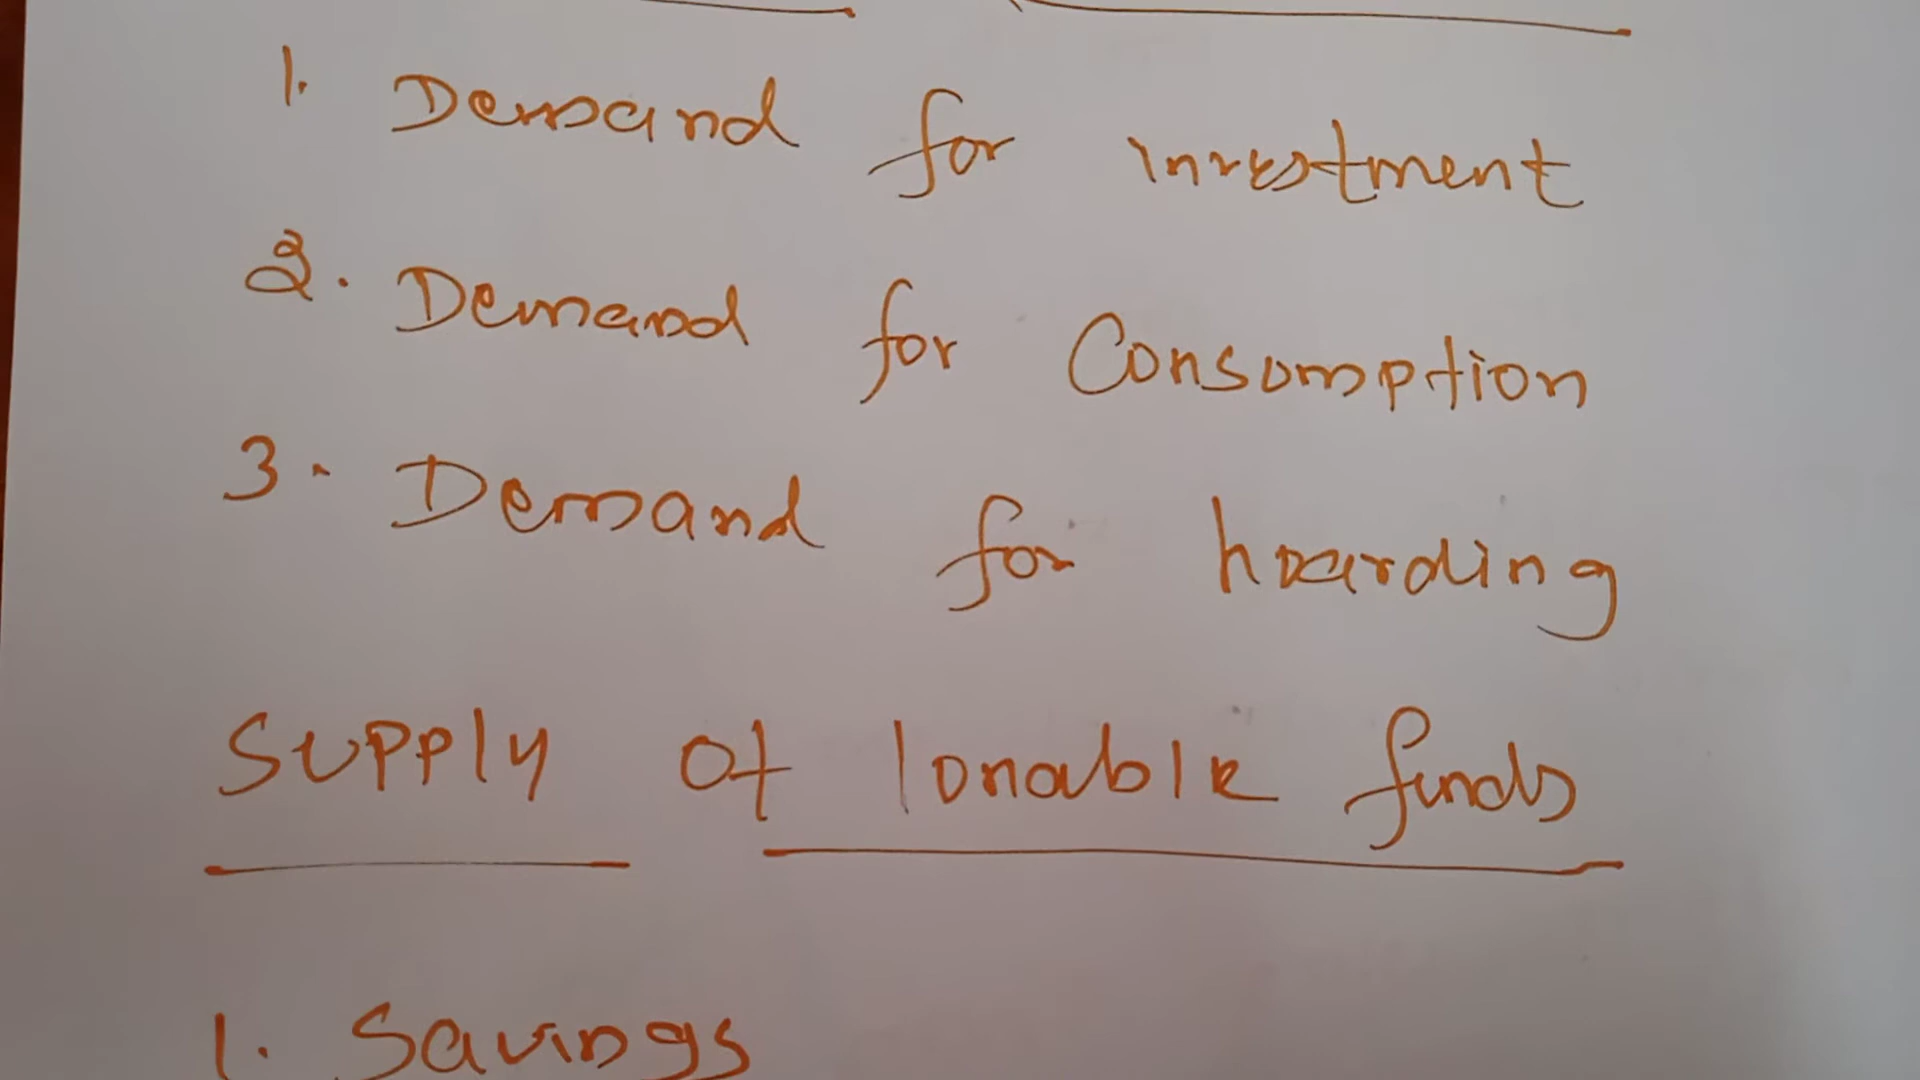 1. Demand for investment
2. Demand for Consumption
3. Demand for hoarding
Supply of lonable funds
1. Savings